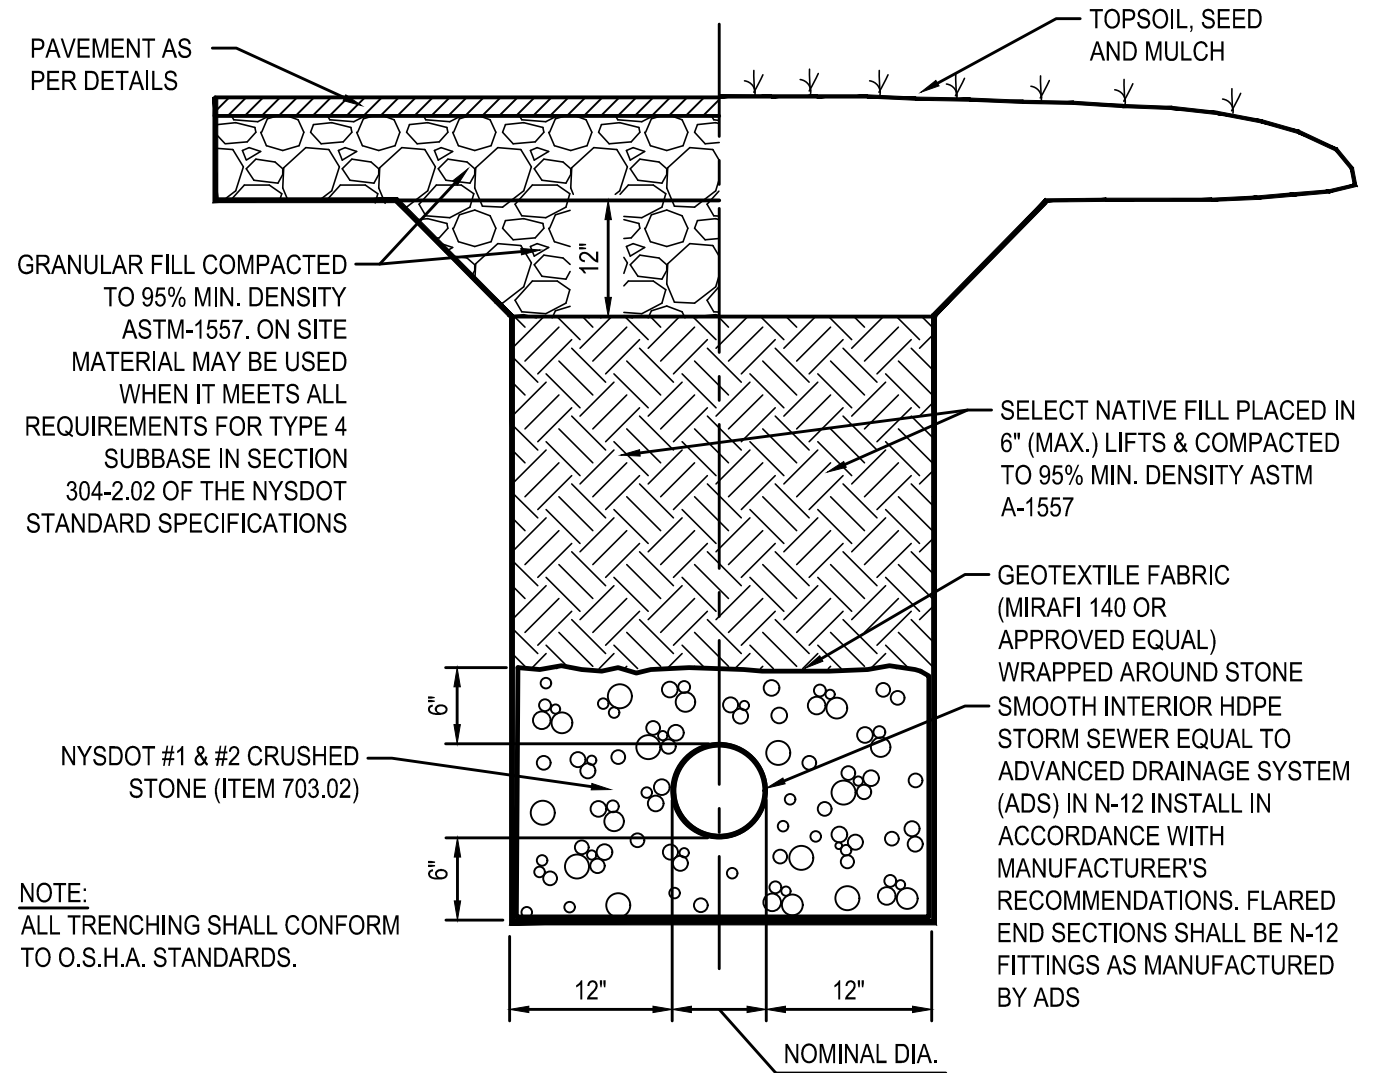 PAVEMENT AS
PER DETAILS
TOPSOIL, SEED
AND MULCH
GRANULAR FILL COMPACTED
TO 95% MIN. DENSITY
ASTM-1557. ON SITE
MATERIAL MAY BE USED
WHEN IT MEETS ALL
REQUIREMENTS FOR TYPE 4
SUBBASE IN SECTION
304-2.02 OF THE NYSDOT
STANDARD SPECIFICATIONS
12"
SELECT NATIVE FILL PLACED IN
6" (MAX.) LIFTS & COMPACTED
TO 95% MIN. DENSITY ASTM
A-1557
GEOTEXTILE FABRIC
(MIRAFI 140 OR
APPROVED EQUAL)
WRAPPED AROUND STONE
SMOOTH INTERIOR HDPE
STORM SEWER EQUAL TO
ADVANCED DRAINAGE SYSTEM
(ADS) IN N-12 INSTALL IN
ACCORDANCE WITH
MANUFACTURER'S
RECOMMENDATIONS. FLARED
END SECTIONS SHALL BE N-12
FITTINGS AS MANUFACTURED
BY ADS
6"
NYSDOT #1 & #2 CRUSHED
STONE (ITEM 703.02)
6"
NOTE:
ALL TRENCHING SHALL CONFORM
TO O.S.H.A. STANDARDS.
12"
12"
NOMINAL DIA.